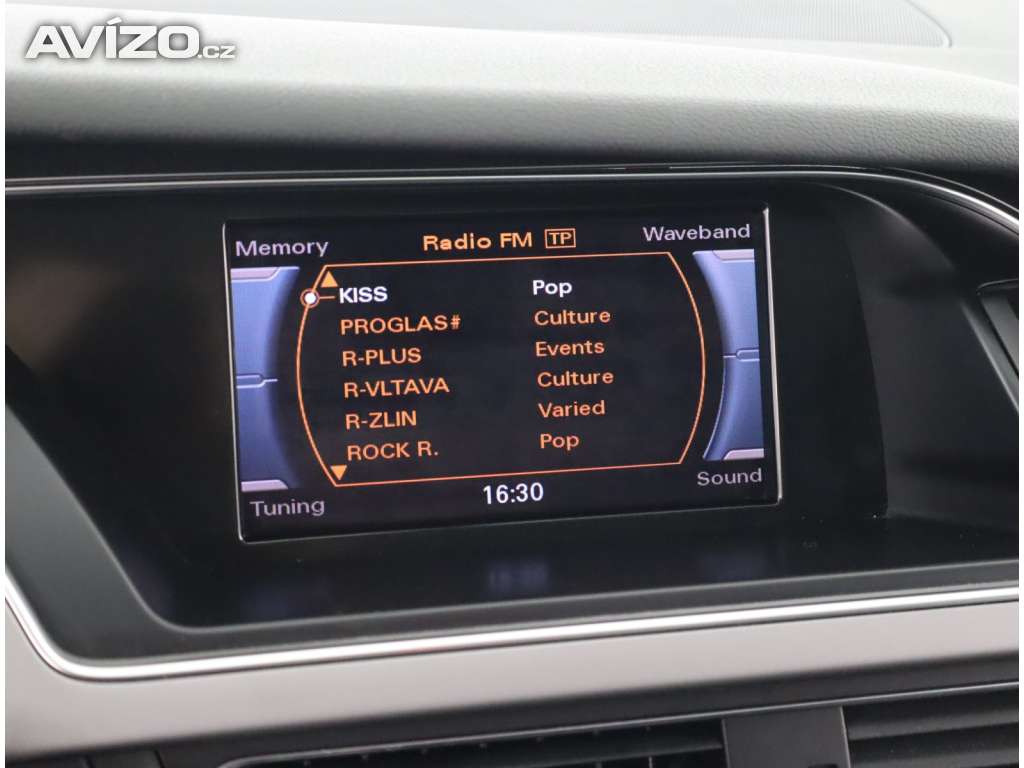 AVÍZO.cz
Memory Radio FM TP Waveband
KISS Pop
PROGLAS# Culture
R-PLUS Events
R-VLTAVA Culture
R-ZLIN Varied
ROCK R. Pop
Tuning 16:30 Sound